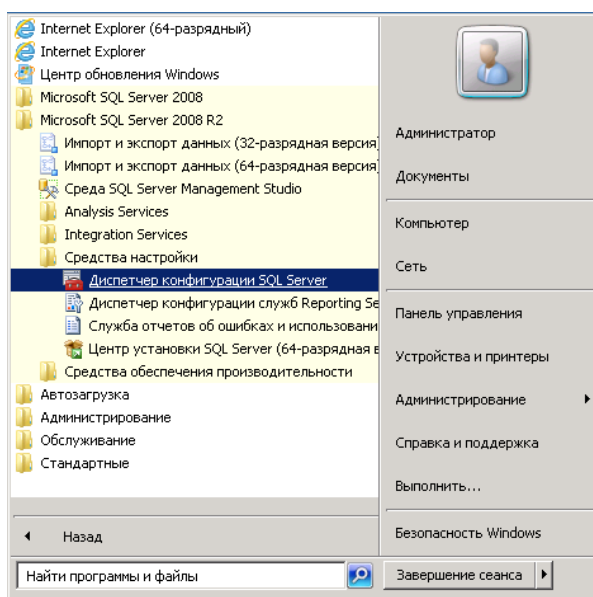 Internet Explorer (64-разрядный)
Internet Explorer
Центр обновления Windows
Microsoft SQL Server 2008
Microsoft SQL Server 2008 R2
Импорт и экспорт данных (32-разрядная версия)
Импорт и экспорт данных (64-разрядная версия)
Среда SQL Server Management Studio
Analysis Services
Integration Services
Средства настройки
Диспетчер конфигурации SQL Server
Диспетчер конфигурации служб Reporting Se
Служба отчетов об ошибках и использовани
Центр установки SQL Server (64-разрядная в
Средства обеспечения производительности
Автозагрузка
Администрирование
Обслуживание
Стандартные
Назад
Найти программы и файлы
Администратор
Документы
Компьютер
Сеть
Панель управления
Устройства и принтеры
Администрирование
Справка и поддержка
Выполнить...
Безопасность Windows
Завершение сеанса